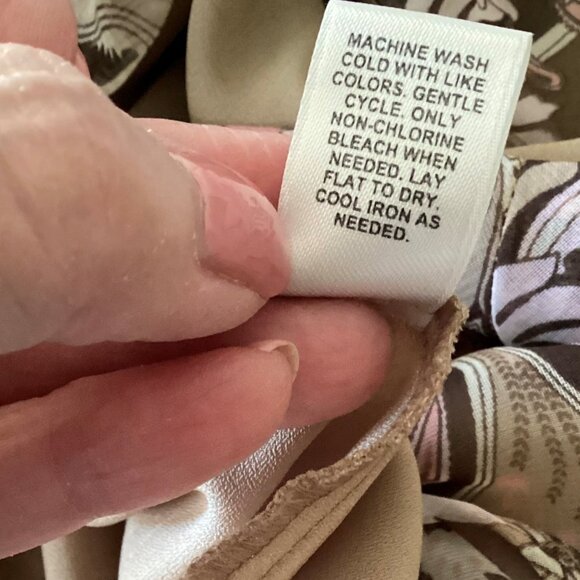 MACHINE WASH
COLD WITH LIKE
COLORS. GENTLE
CYCLE. ONLY
NON-CHLORINE
BLEACH WHEN
NEEDED. LAY
FLAT TO DRY.
COOL IRON AS
NEEDED.